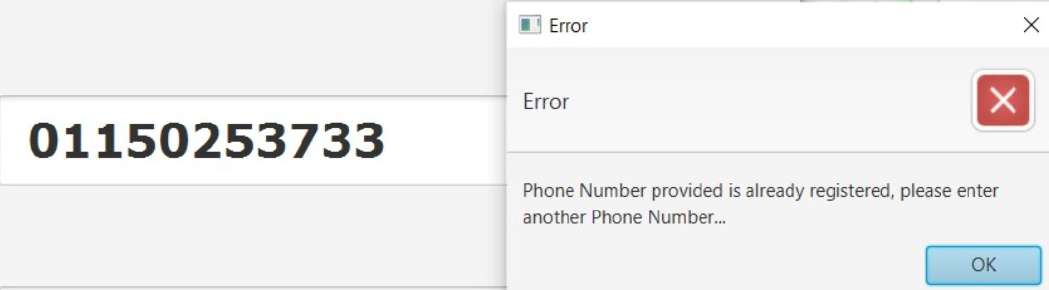 01150253733
Error
Error
Phone Number provided is already registered, please enter
another Phone Number...
OK